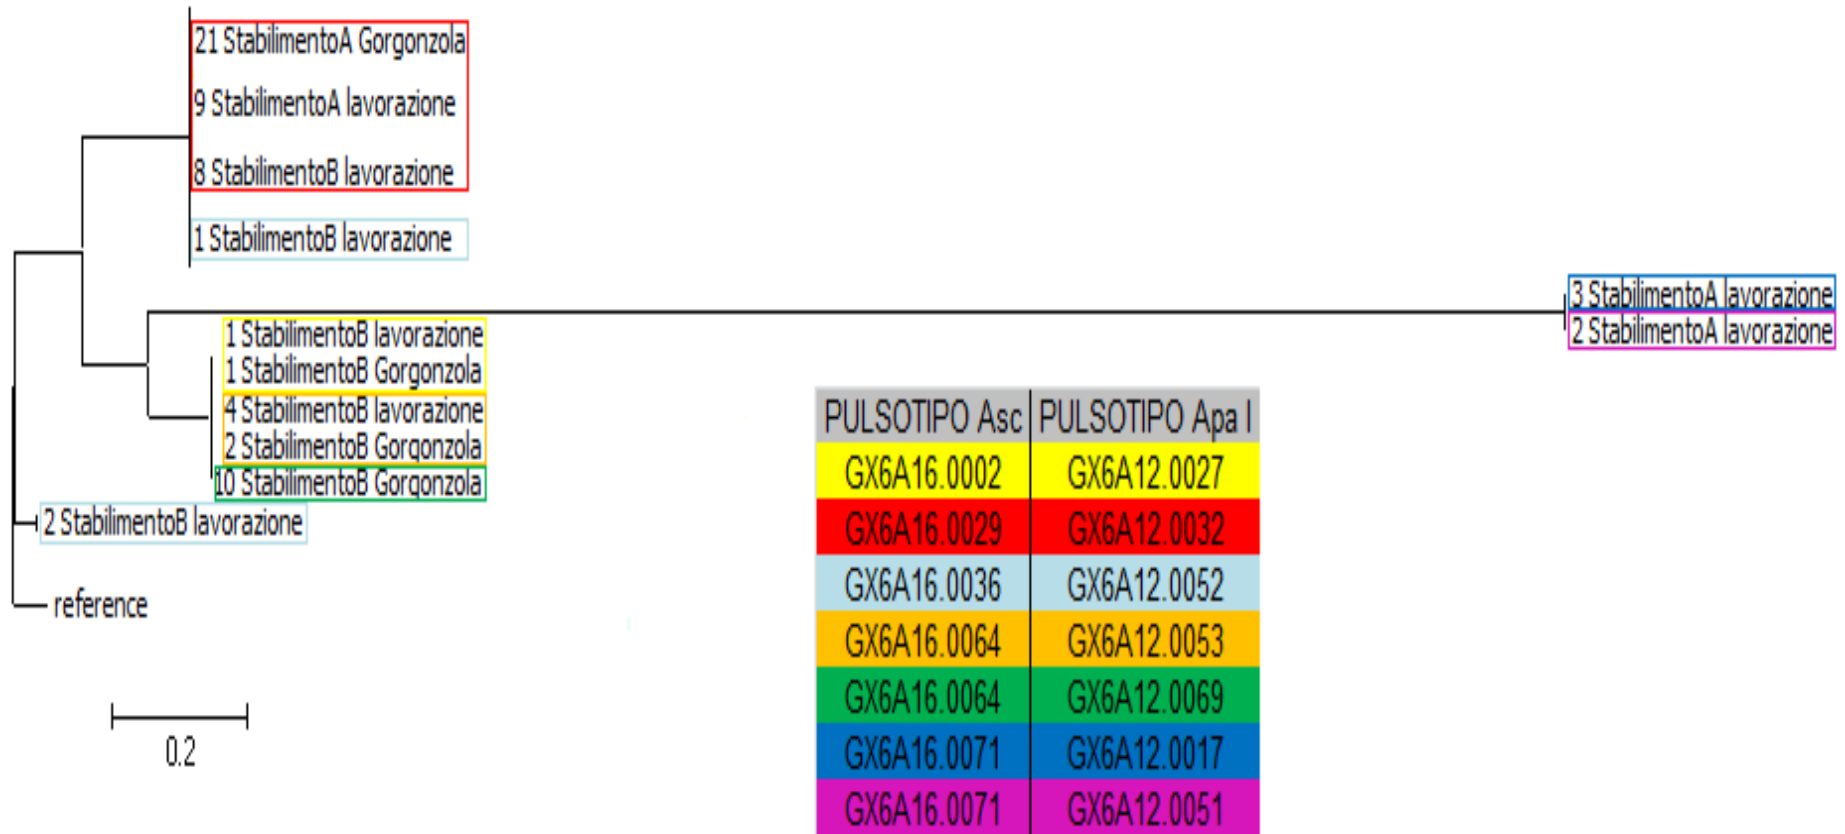 21 StabilimentoA Gorgonzola
9 StabilimentoA lavorazione
8 StabilimentoB lavorazione
1 StabilimentoB lavorazione
3 StabilimentoA lavorazione
2 StabilimentoA lavorazione
1 StabilimentoB lavorazione
1 StabilimentoB Gorgonzola
4 StabilimentoB lavorazione
2 StabilimentoB Gorgonzola
10 StabilimentoB Gorgonzola
2 StabilimentoB lavorazione
reference
0.2
PULSOTIPO Asc PULSOTIPO Apa I
GX6A16.0002 GX6A12.0027
GX6A16.0029 GX6A12.0032
GX6A16.0036 GX6A12.0052
GX6A16.0064 GX6A12.0053
GX6A16.0064 GX6A12.0069
GX6A16.0071 GX6A12.0017
GX6A16.0071 GX6A12.0051